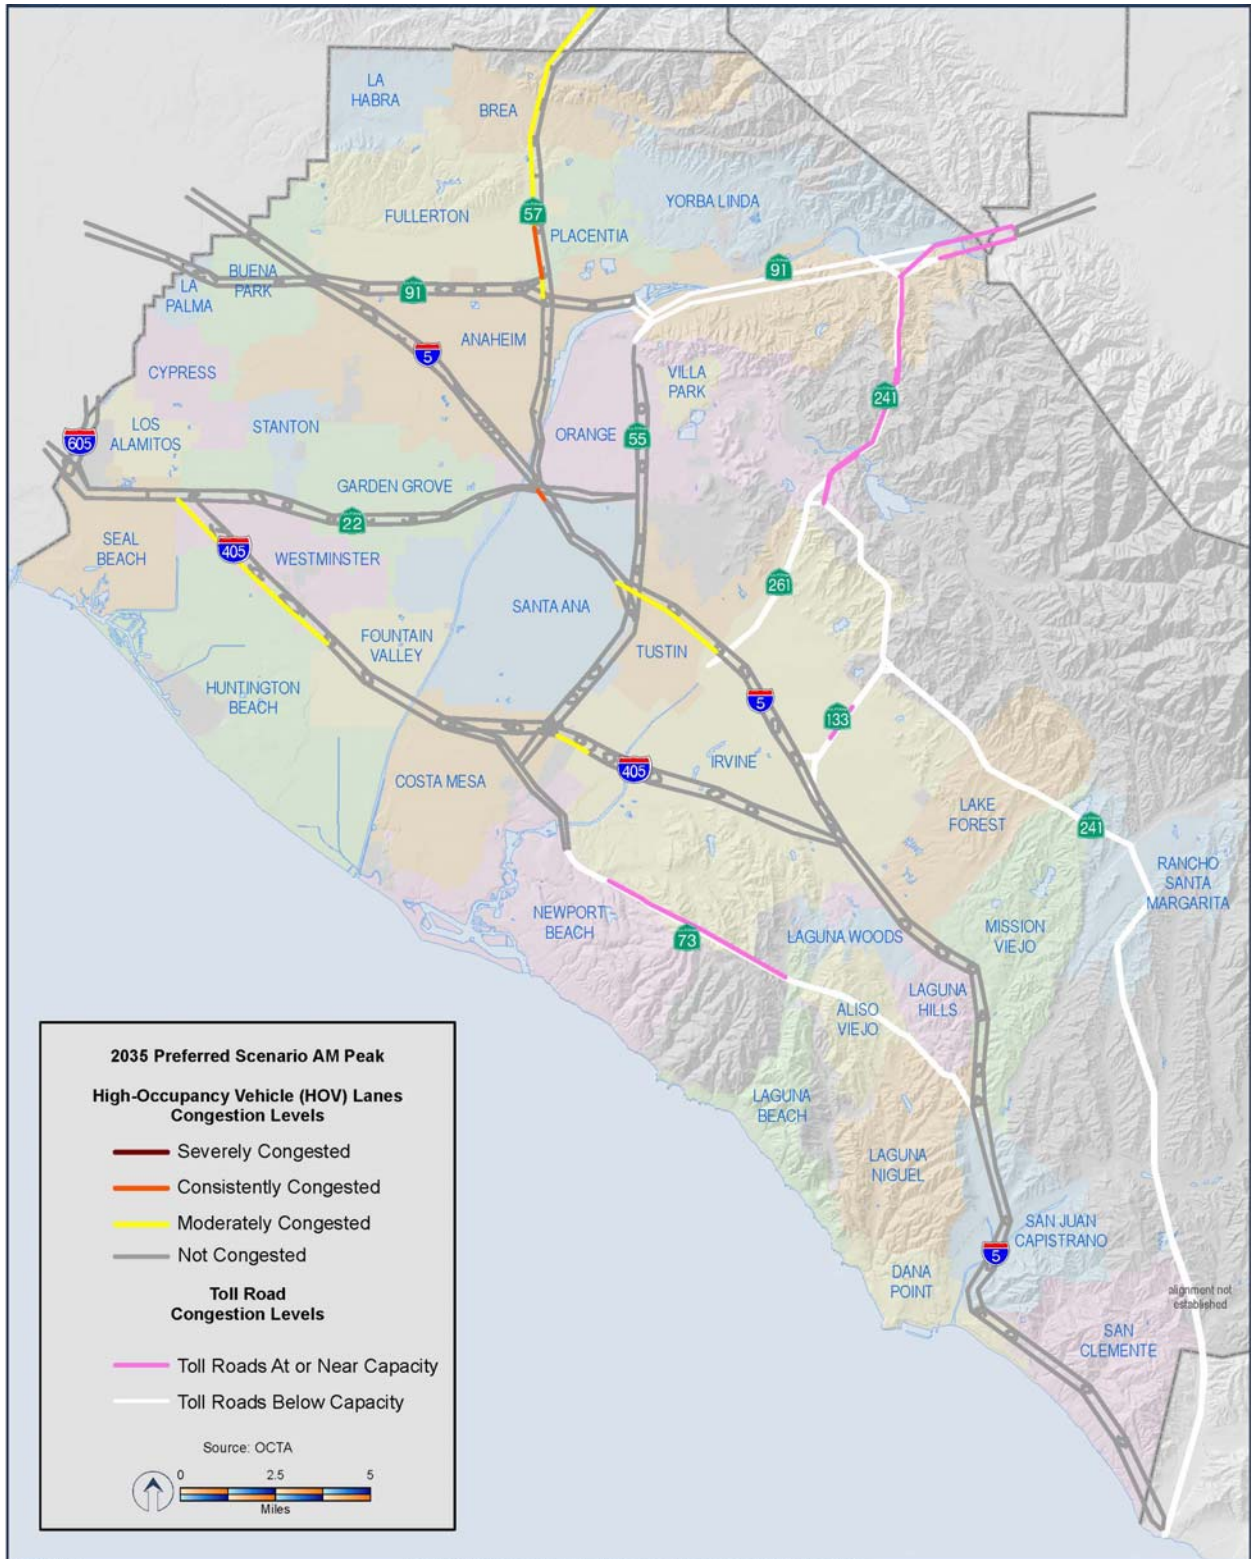 LA
HABRA
BREA
YORBA LINDA
57
FULLERTON
PLACENTIA
91
BUENA
PARK
LA
PALMA
91
ANAHEIM
5
CYPRESS
VILLA
PARK
241
LOS
ALAMITOS
STANTON
ORANGE
55
605
GARDEN GROVE
22
SEAL
BEACH
405
WESTMINSTER
261
SANTA ANA
FOUNTAIN
VALLEY
TUSTIN
HUNTINGTON
BEACH
5
133
COSTA MESA
405
IRVINE
LAKE
FOREST
241
RANCHO
SANTA
MARGARITA
NEWPORT
BEACH
73
LAGUNA WOODS
MISSION
VIEJO
LAGUNA
HILLS
ALISO
VIEJO
LAGUNA
BEACH
LAGUNA
NIGUEL
SAN JUAN
CAPISTRANO
5
DANA
POINT
alignment not
established
SAN
CLEMENTE
2035 Preferred Scenario AM Peak
High-Occupancy Vehicle (HOV) Lanes
Congestion Levels
Severely Congested
Consistently Congested
Moderately Congested
Not Congested
Toll Road
Congestion Levels
Toll Roads At or Near Capacity
Toll Roads Below Capacity
Source: OCTA
0 2.5 5
Miles